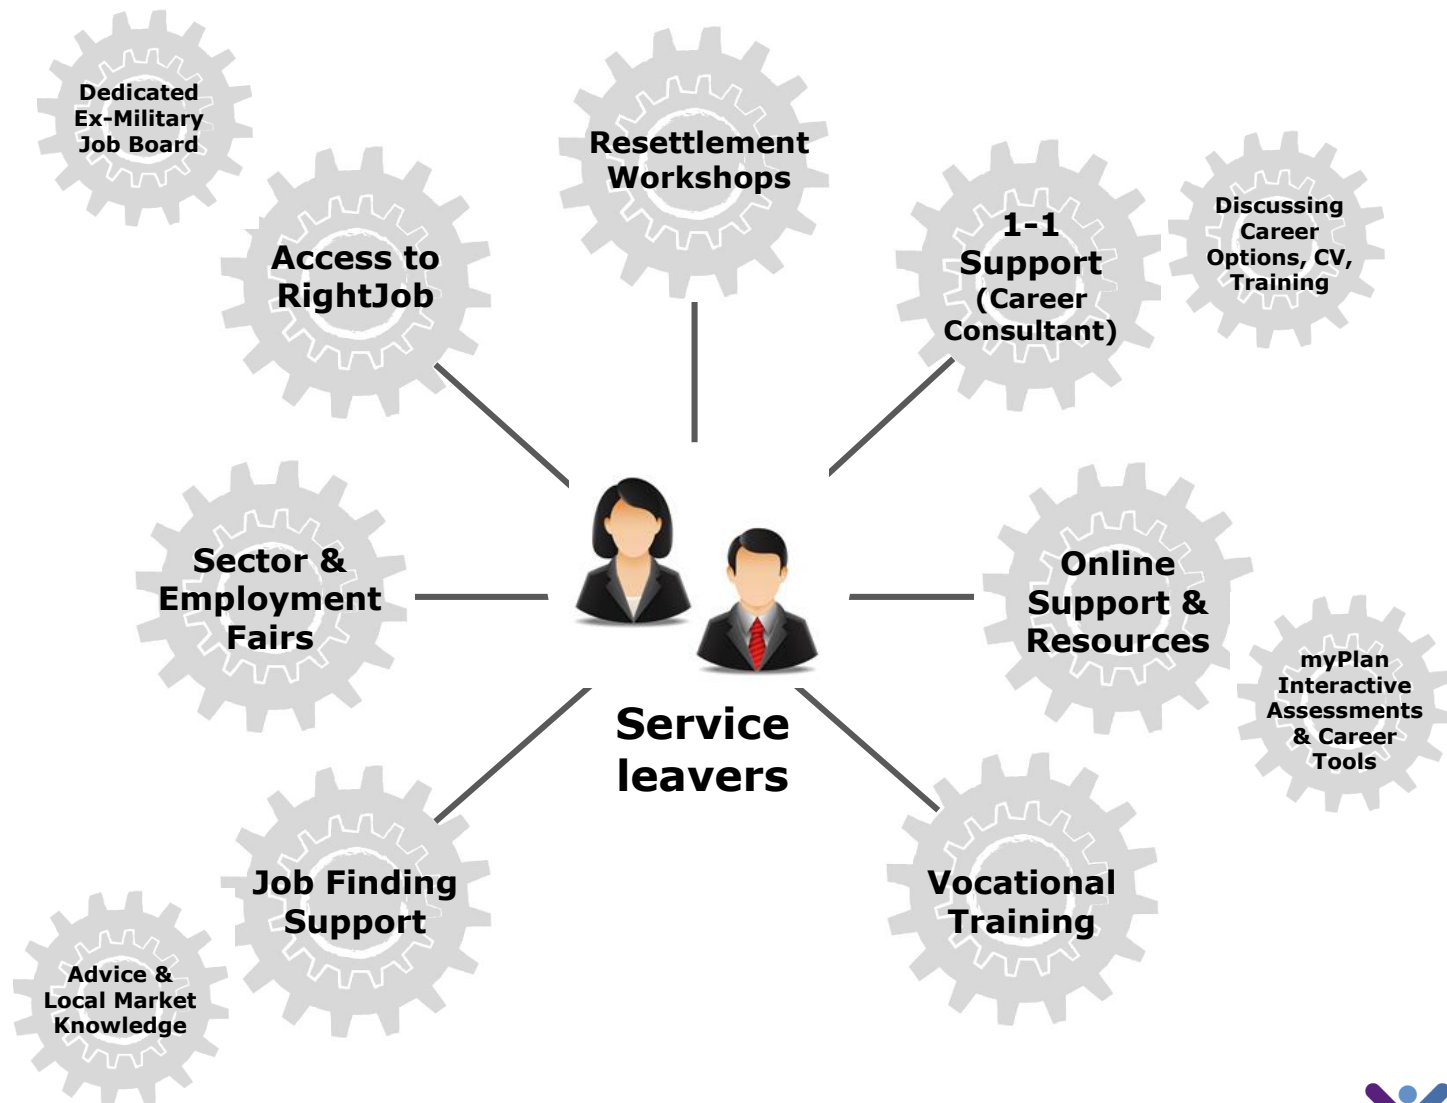 Dedicated
Ex-Military
Job Board
Access to
RightJob
Resettlement
Workshops
1-1
Support
(Career
Consultant)
Discussing
Career
Options, CV,
Training
Sector &
Employment
Fairs
Online
Support &
Resources
myPlan
Interactive
Assessments
& Career
Tools
Service
leavers
Job Finding
Support
Advice &
Local Market
Knowledge
Vocational
Training